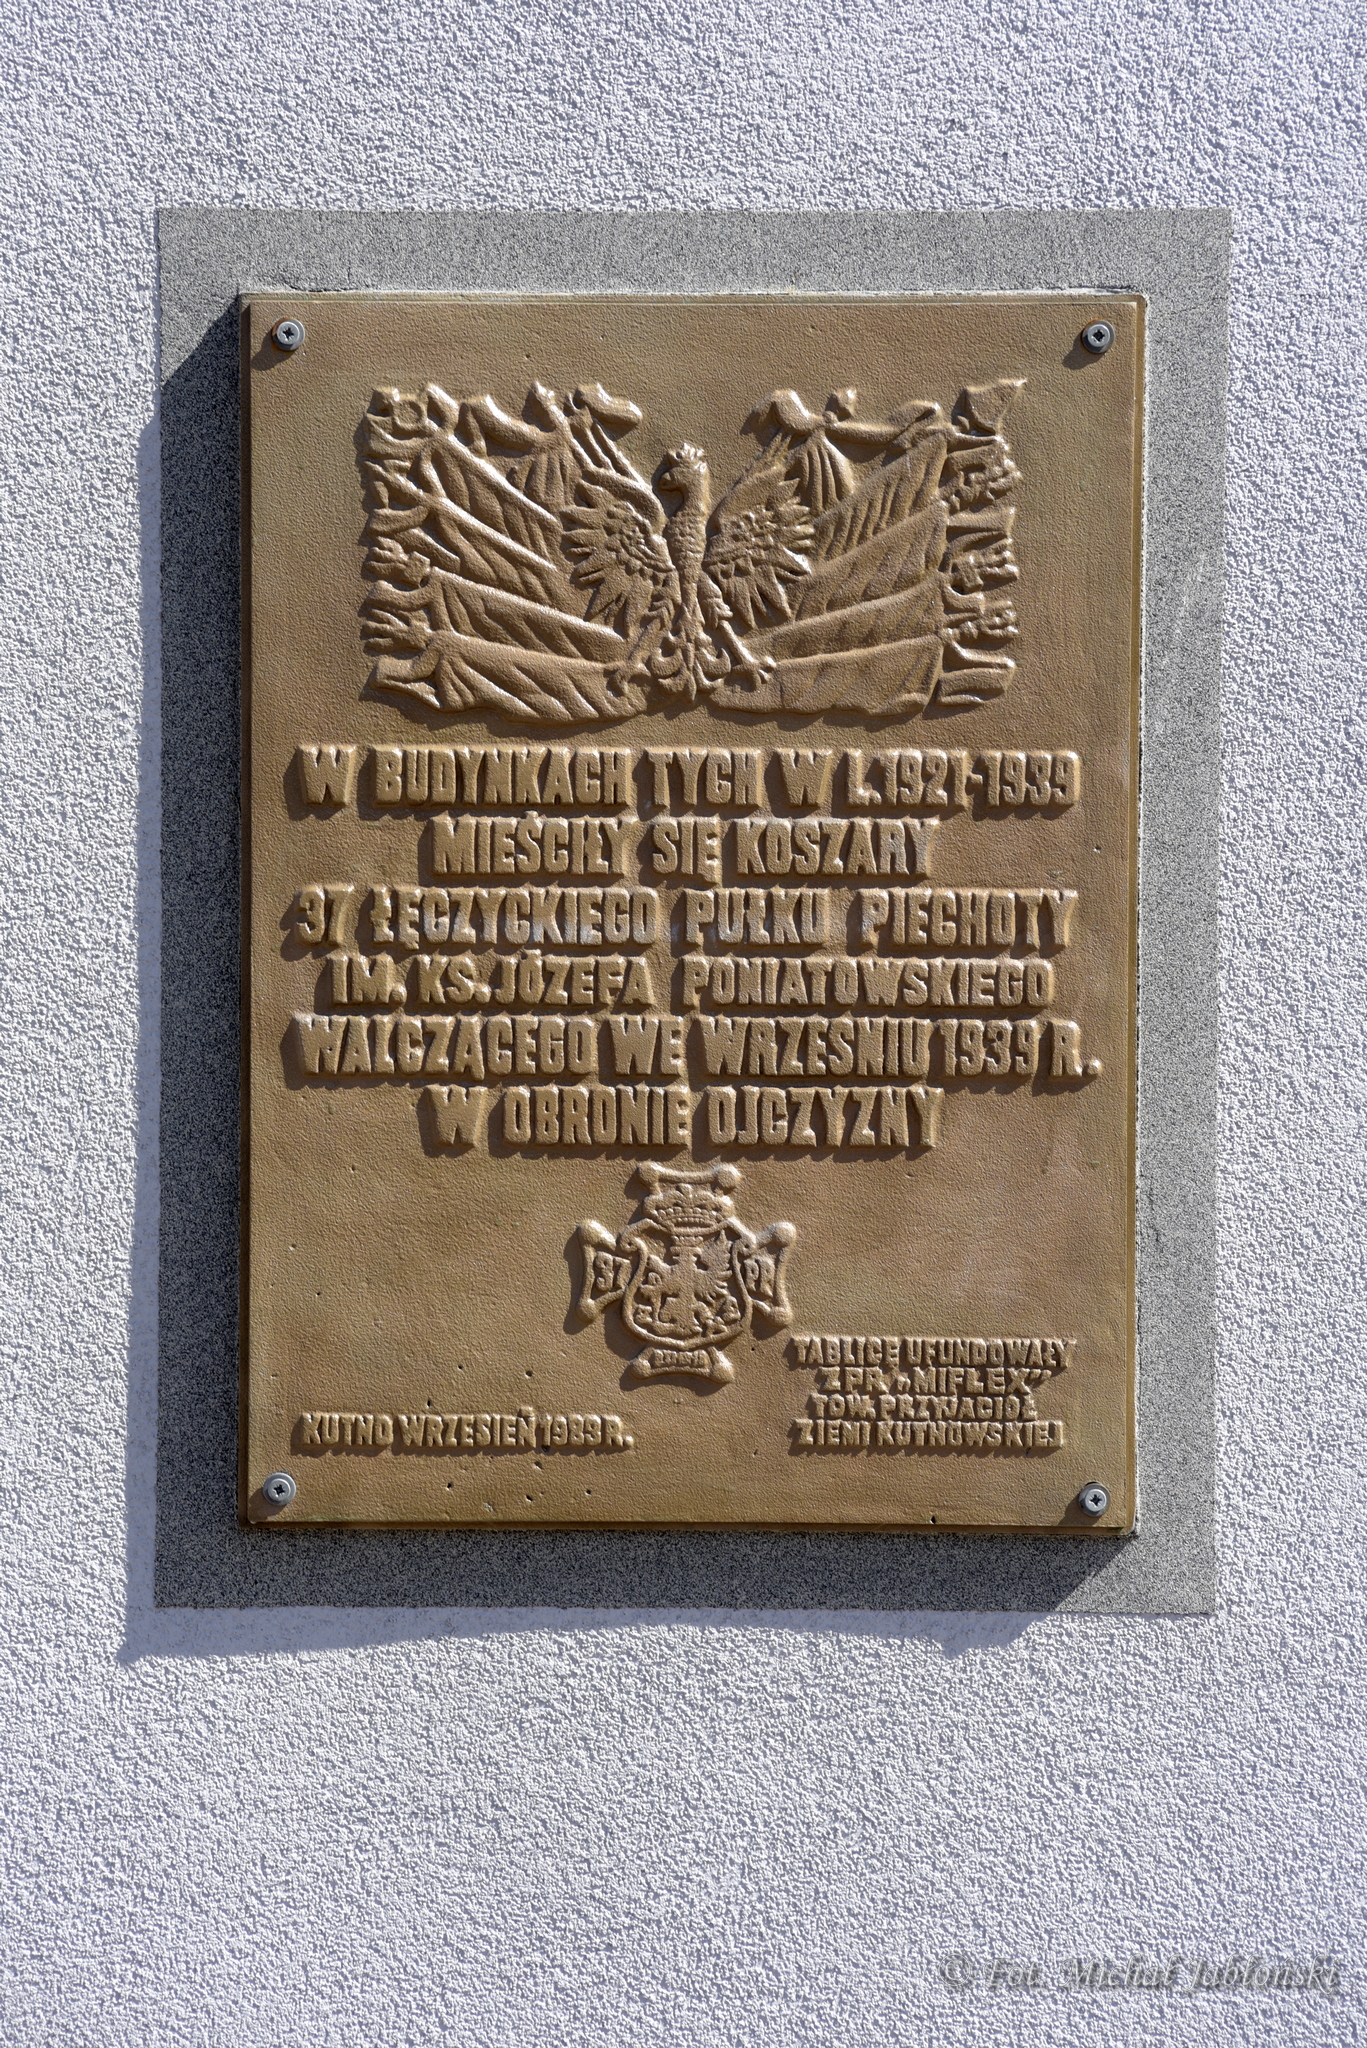 W BUDYNKACH TYCH W L.1921-1939
MIEŚCIŁY SIĘ KOSZARY
37 ŁĘCZYCKIEGO PUŁKU PIECHOTY
IM. KS. JÓZEFA PONIATOWSKIEGO
WALCZĄCEGO WE WRZEŚNIU 1939 R.
W OBRONIE OJCZYZNY
37 PP
TABLICĘ UFUNDOWAŁY
ZPR „MIFLEX"
TOW. PRZYJACIÓŁ
ZIEMI KUTNOWSKIEJ
KUTNO WRZESIEŃ 1989 R.
© Fot. Michał Jabłoński